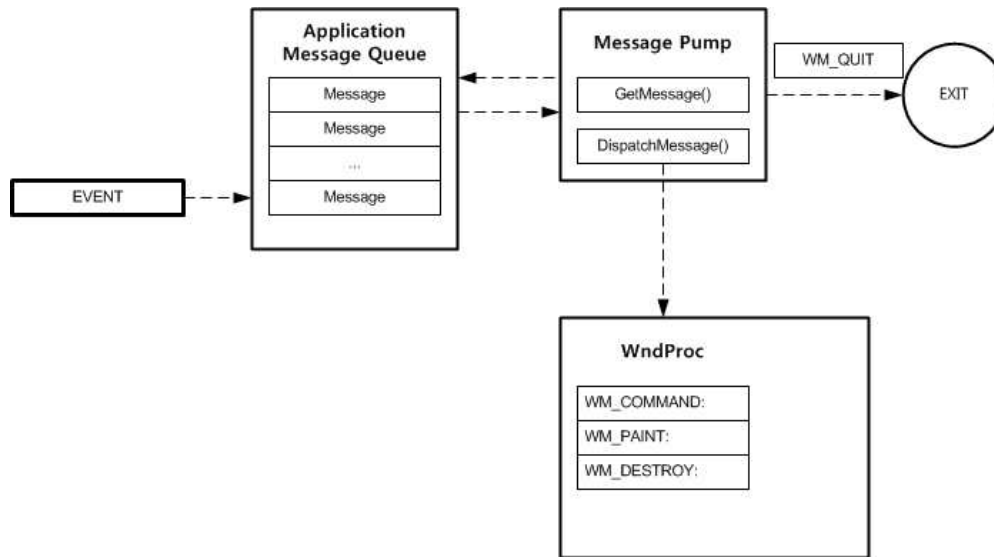 Application
Message Queue
Message
Message
...
Message
EVENT
Message Pump
GetMessage()
DispatchMessage()
WM_QUIT
EXIT
WndProc
WM_COMMAND:
WM_PAINT:
WM_DESTROY: